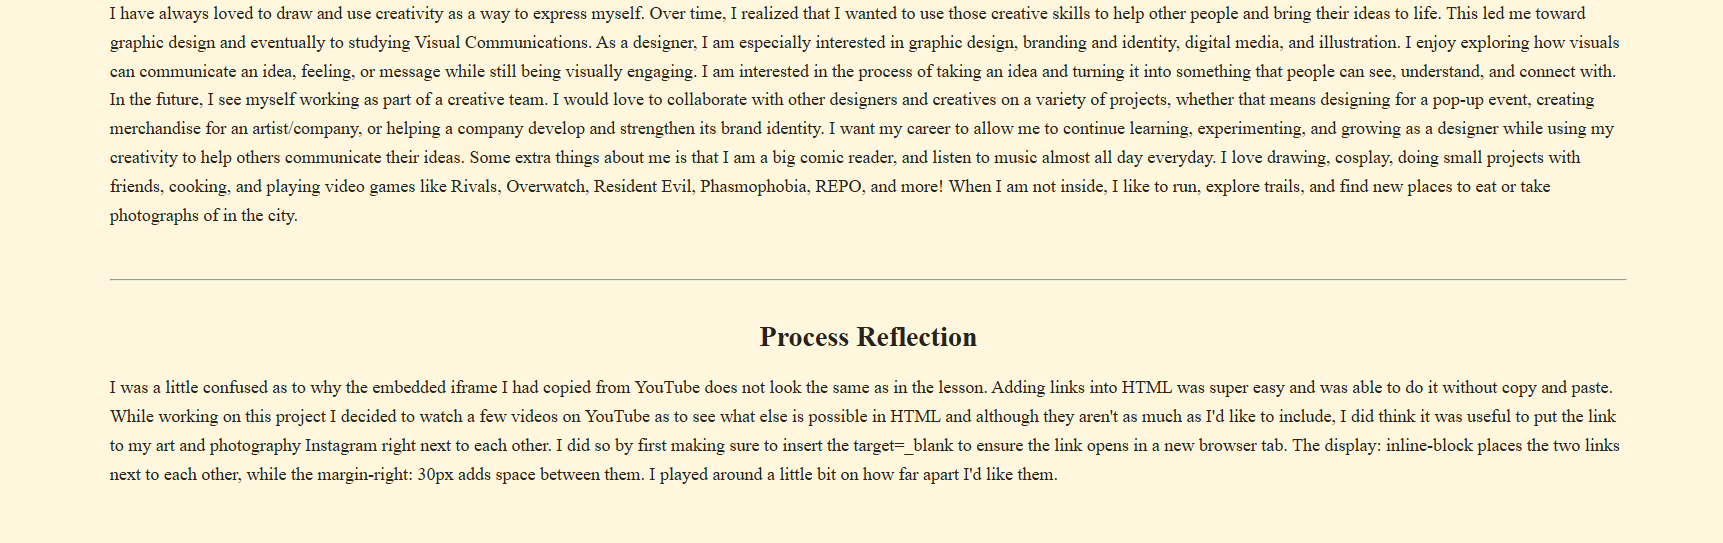 I have always loved to draw and use creativity as a way to express myself. Over time, I realized that I wanted to use those creative skills to help other people and bring their ideas to life. This led me toward
graphic design and eventually to studying Visual Communications. As a designer, I am especially interested in graphic design, branding and identity, digital media, and illustration. I enjoy exploring how visuals
can communicate an idea, feeling, or message while still being visually engaging. I am interested in the process of taking an idea and turning it into something that people can see, understand, and connect with.
In the future, I see myself working as part of a creative team. I would love to collaborate with other designers and creatives on a variety of projects, whether that means designing for a pop-up event, creating
merchandise for an artist/company, or helping a company develop and strengthen its brand identity. I want my career to allow me to continue learning, experimenting, and growing as a designer while using my
creativity to help others communicate their ideas. Some extra things about me is that I am a big comic reader, and listen to music almost all day everyday. I love drawing, cosplay, doing small projects with
friends, cooking, and playing video games like Rivals, Overwatch, Resident Evil, Phasmophobia, REPO, and more! When I am not inside, I like to run, explore trails, and find new places to eat or take
photographs of in the city.
Process Reflection
I was a little confused as to why the embedded iframe I had copied from YouTube does not look the same as in the lesson. Adding links into HTML was super easy and was able to do it without copy and paste.
While working on this project I decided to watch a few videos on YouTube as to see what else is possible in HTML and although they aren't as much as I'd like to include, I did think it was useful to put the link
to my art and photography Instagram right next to each other. I did so by first making sure to insert the target=_blank to ensure the link opens in a new browser tab. The display: inline-block places the two links
next to each other, while the margin-right: 30px adds space between them. I played around a little bit on how far apart I'd like them.